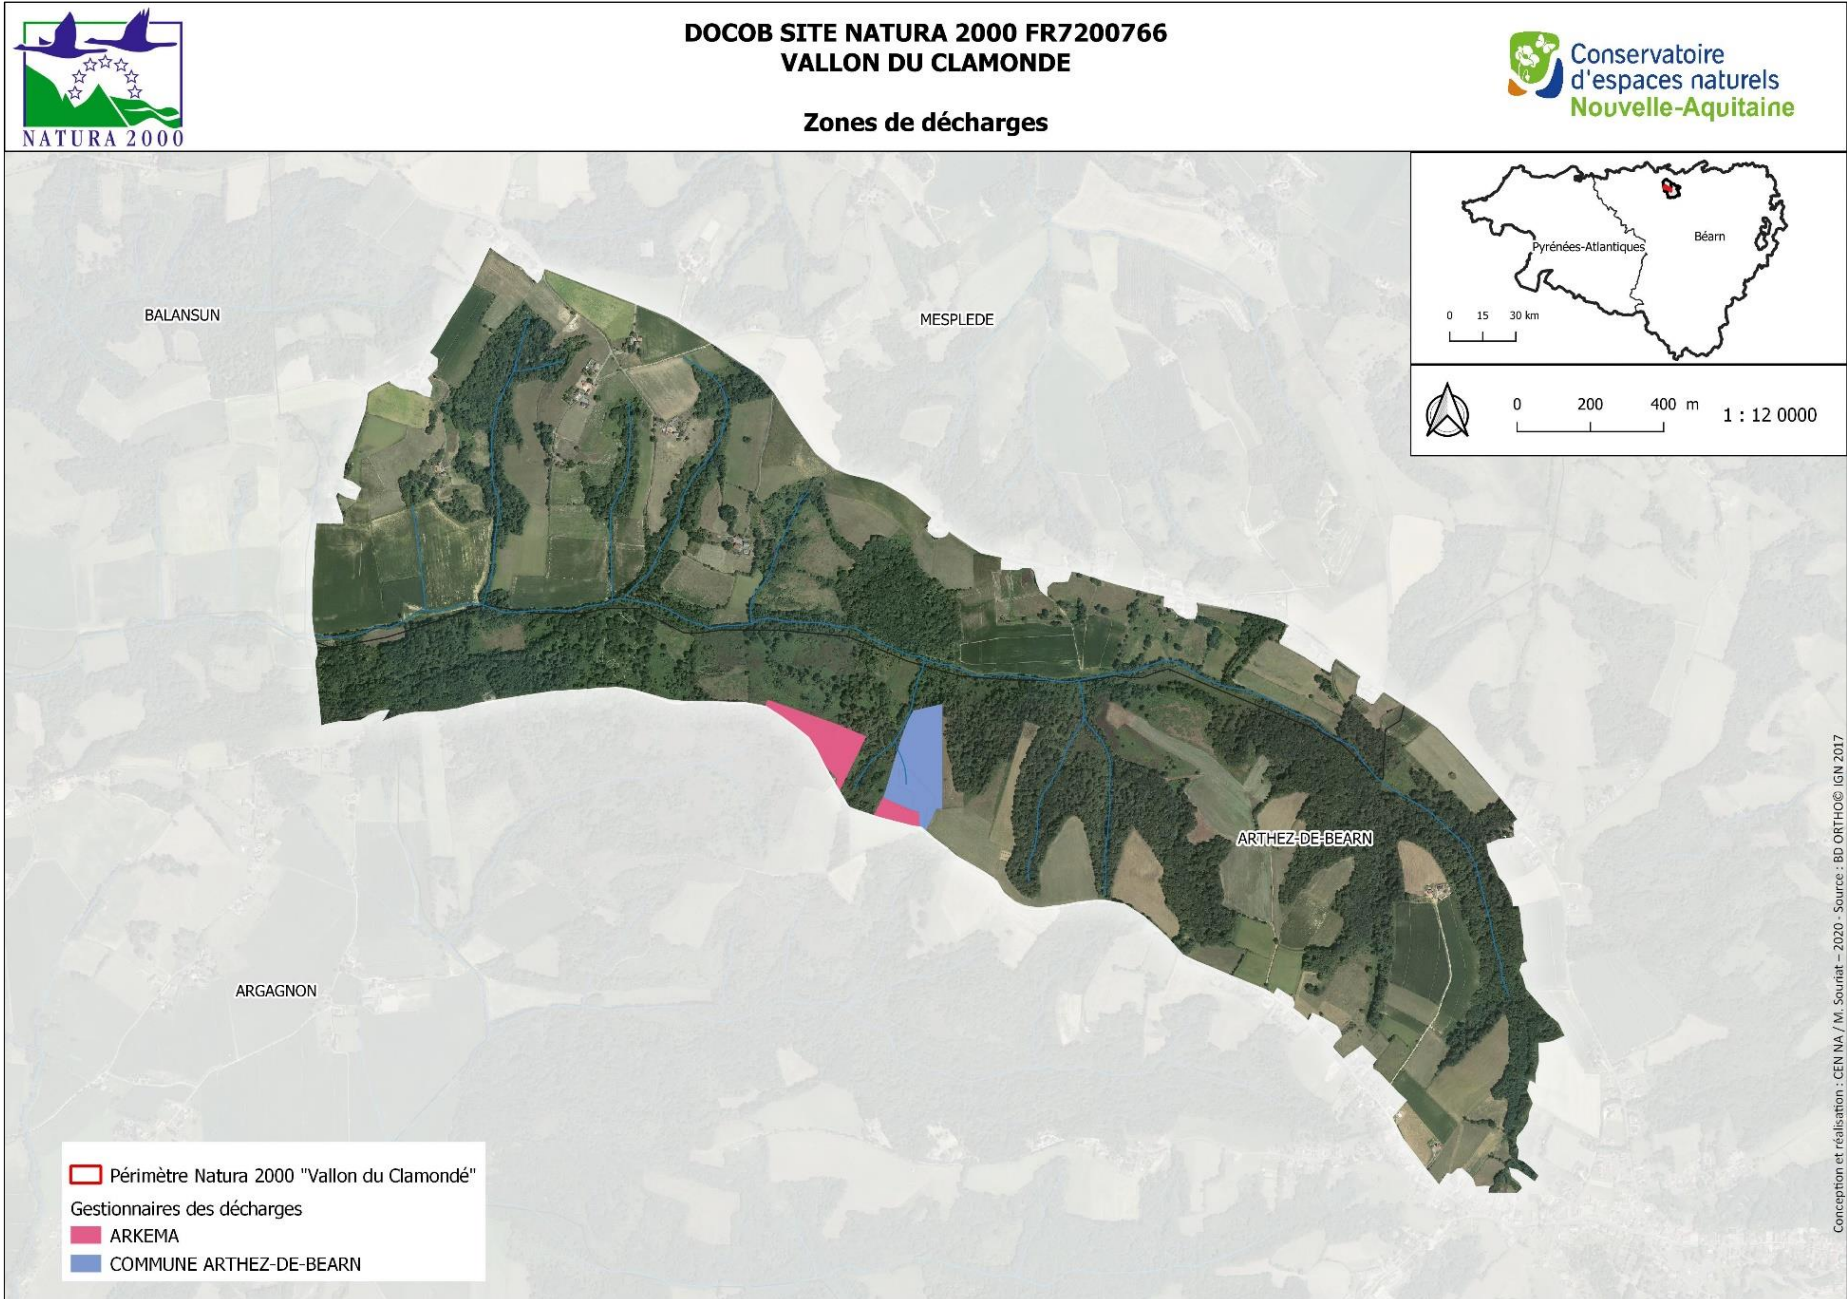 NATURA 2000
DOCOB SITE NATURA 2000 FR7200766
VALLON DU CLAMONDE
Zones de décharges
Conservatoire
d'espaces naturels
Nouvelle-Aquitaine
Pyrénées-Atlantiques
Béarn
0 15 30 km
0 200 400 m 1 : 12 0000
BALANSUN
MESPLEDE
ARTHEZ-DE-BEARN
ARGAGNON
Périmètre Natura 2000 "Vallon du Clamondé"
Gestionnaires des décharges
ARKEMA
COMMUNE ARTHEZ-DE-BEARN
Conception et réalisation : CEN NA / M. Souriat – 2020 - Source : BD ORTHO© IGN 2017